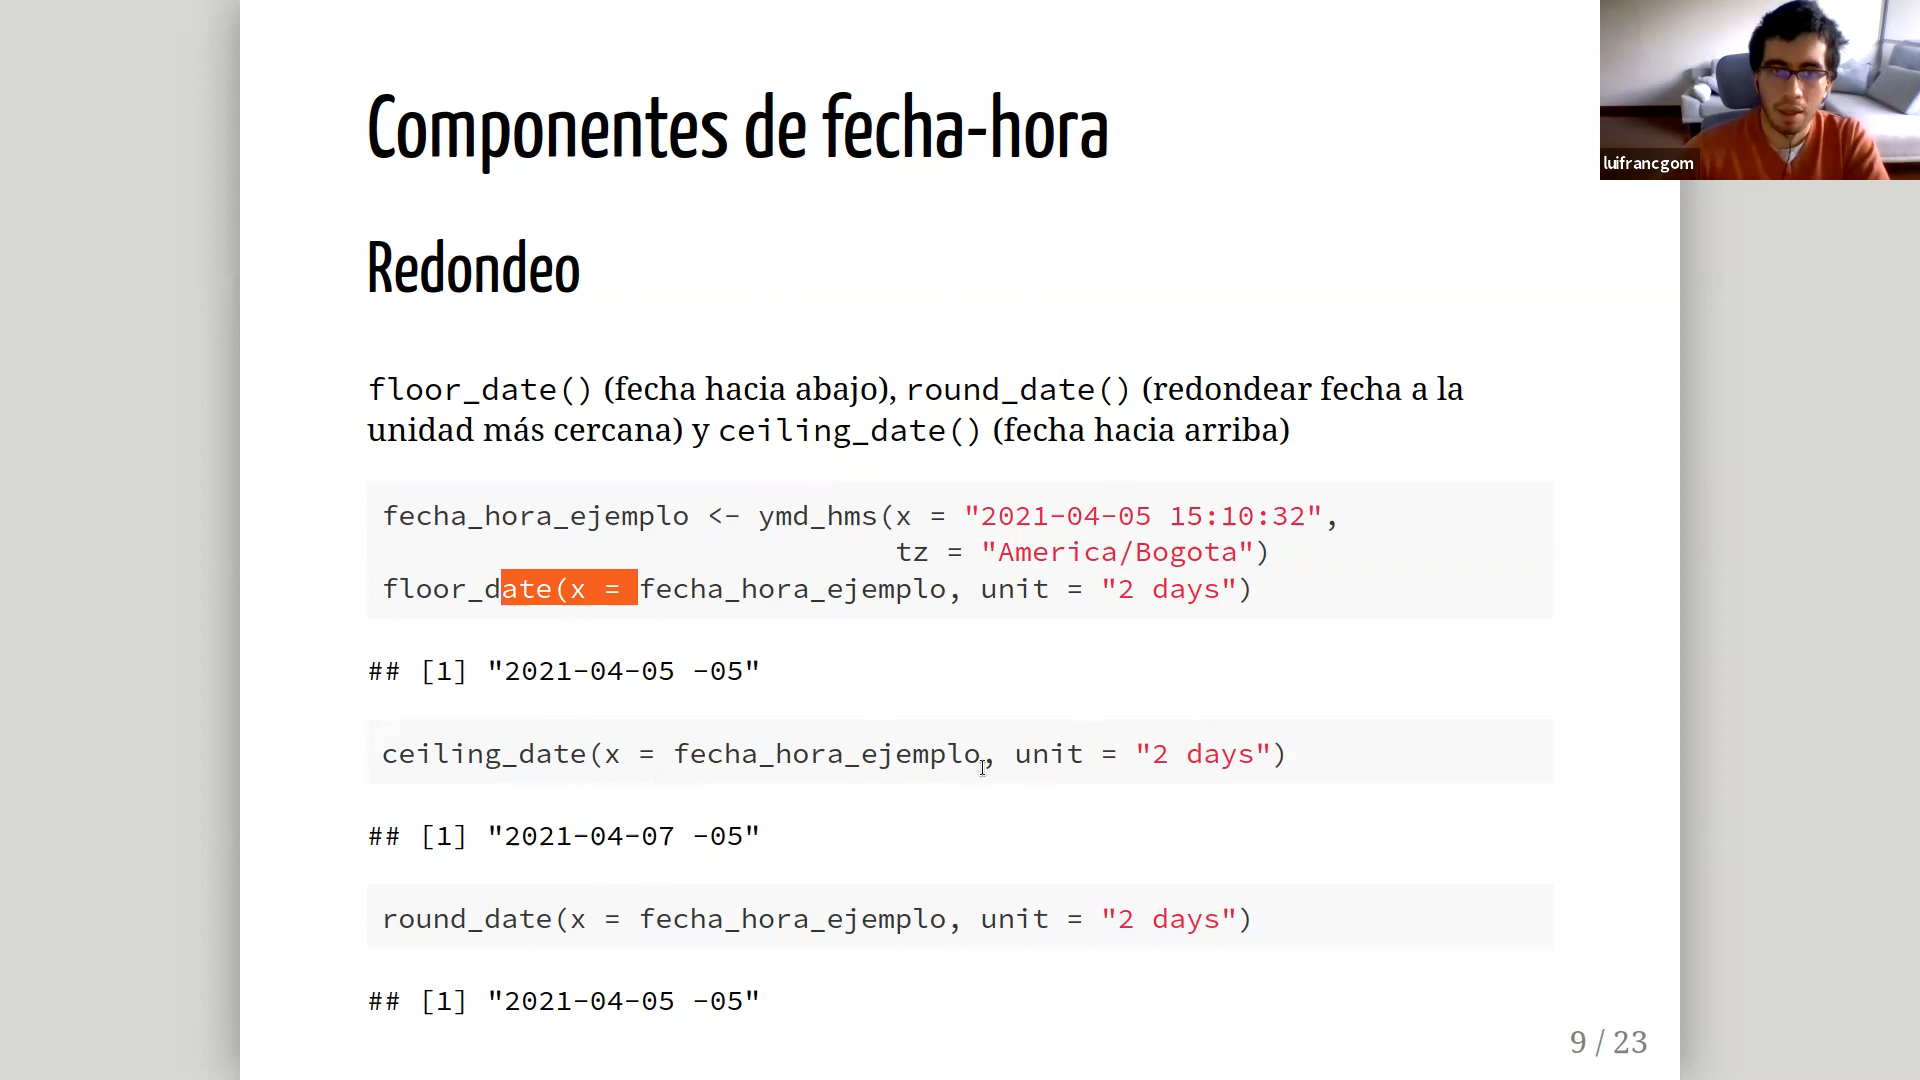 Componentes de fecha-hora
luifrancgom
Redondeo
floor_date() (fecha hacia abajo), round_date() (redondear fecha a la
unidad más cercana) y ceiling_date() (fecha hacia arriba)
fecha_hora_ejemplo <- ymd_hms(x = "2021-04-05 15:10:32",
tz = "America/Bogota")
floor_date(x = fecha_hora_ejemplo, unit = "2 days")
## [1] "2021-04-05 -05"
ceiling_date(x = fecha_hora_ejemplo, unit = "2 days")
## [1] "2021-04-07 -05"
round_date(x = fecha_hora_ejemplo, unit = "2 days")
## [1] "2021-04-05 -05"
9 / 23